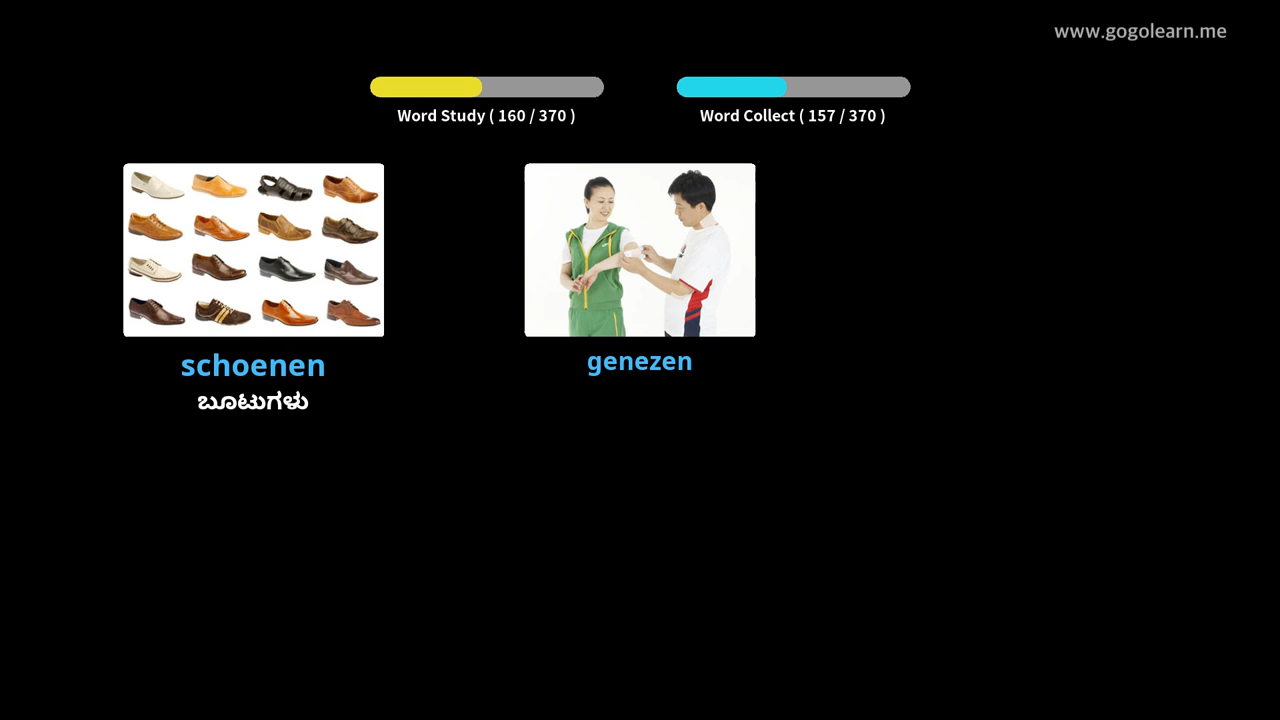 www.gogolearn.me
Word Study ( 160 / 370 )
Word Collect ( 157 / 370 )
schoenen
ಬೂಟುಗಳು
genezen